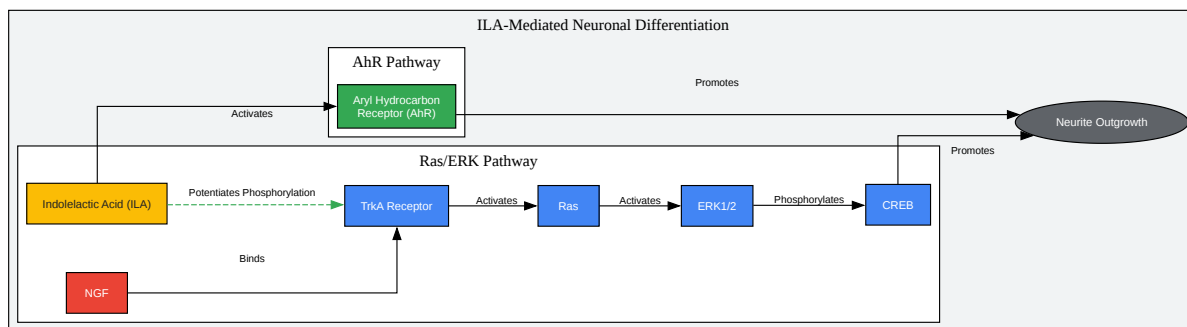 ILA-Mediated Neuronal Differentiation
AhR Pathway
Aryl Hydrocarbon
Receptor (AhR)
Promotes
Activates
Neurite Outgrowth
Promotes
Ras/ERK Pathway
Indolelactic Acid (ILA)
Potentiates Phosphorylation
TrkA Receptor
Activates
Ras
Activates
ERK1/2
Phosphorylates
CREB
Binds
NGF